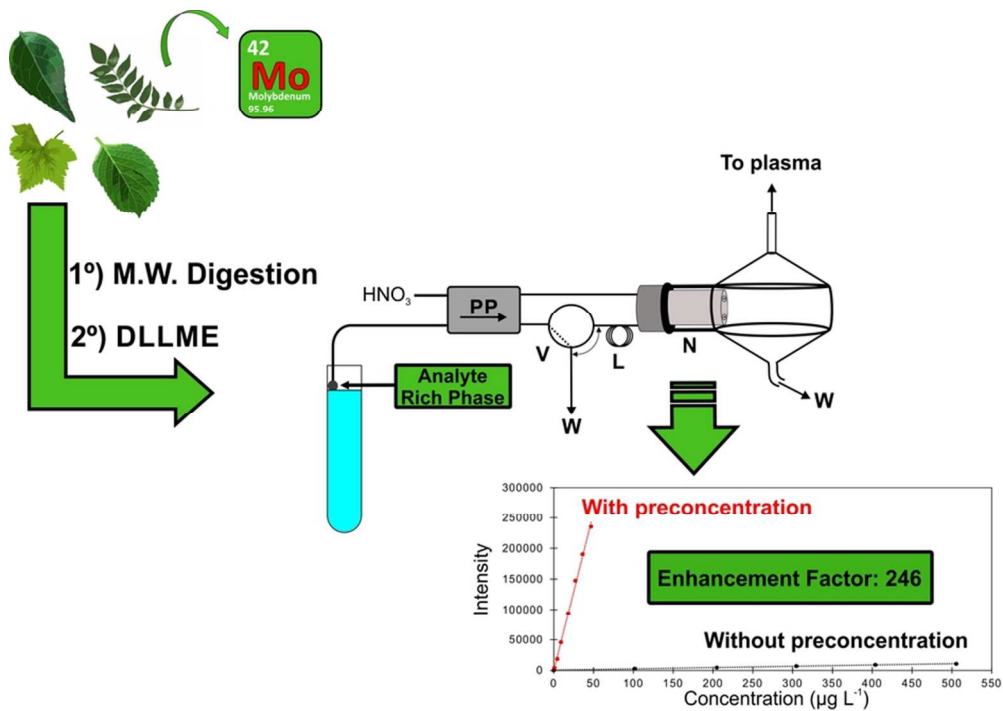 42
Mo
Molybdenum
95.96
1º) M.W. Digestion
2º) DLLME
To plasma
HNO₃
PP
V
L
N
W
W
Analyte
Rich Phase
300000
250000
200000
150000
100000
50000
0
Intensity
With preconcentration
Enhancement Factor: 246
Without preconcentration
0 50 100 150 200 250 300 350 400 450 500 550
Concentration (µg L⁻¹)